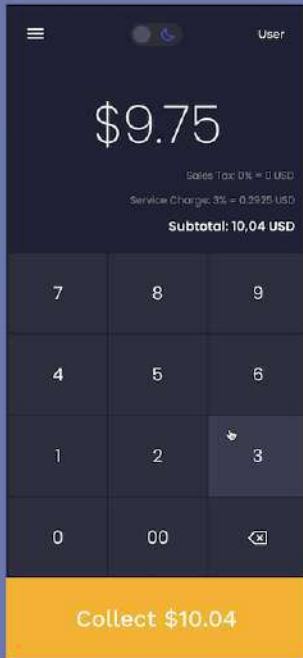 User
$9.75
Sales Tax: 0% = 0 USD
Service Charge: 3% = 0.2925 USD
Subtotal: 10,04 USD
7 8 9
4 5 6
1 2 3
0 00
Collect $10.04